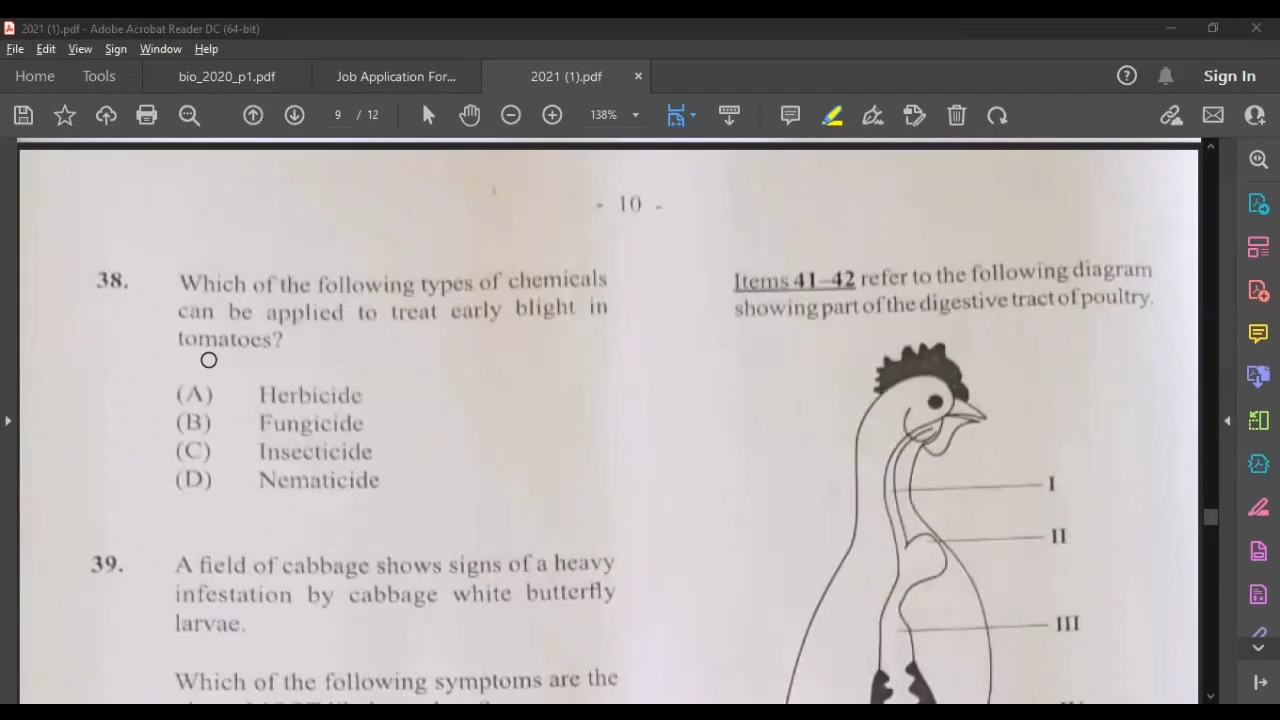 2021 (1).pdf - Adobe Acrobat Reader DC (64-bit)
File Edit View Sign Window Help
Home Tools bio_2020_p1.pdf Job Application For... 2021 (1).pdf × Sign In
9 / 12 138%
- 10 -
38. Which of the following types of chemicals
can be applied to treat early blight in
tomatoes?
(A) Herbicide
(B) Fungicide
(C) Insecticide
(D) Nematicide
39. A field of cabbage shows signs of a heavy
infestation by cabbage white butterfly
larvae.
Which of the following symptoms are the
Items 41–42 refer to the following diagram
showing part of the digestive tract of poultry.
I
II
III